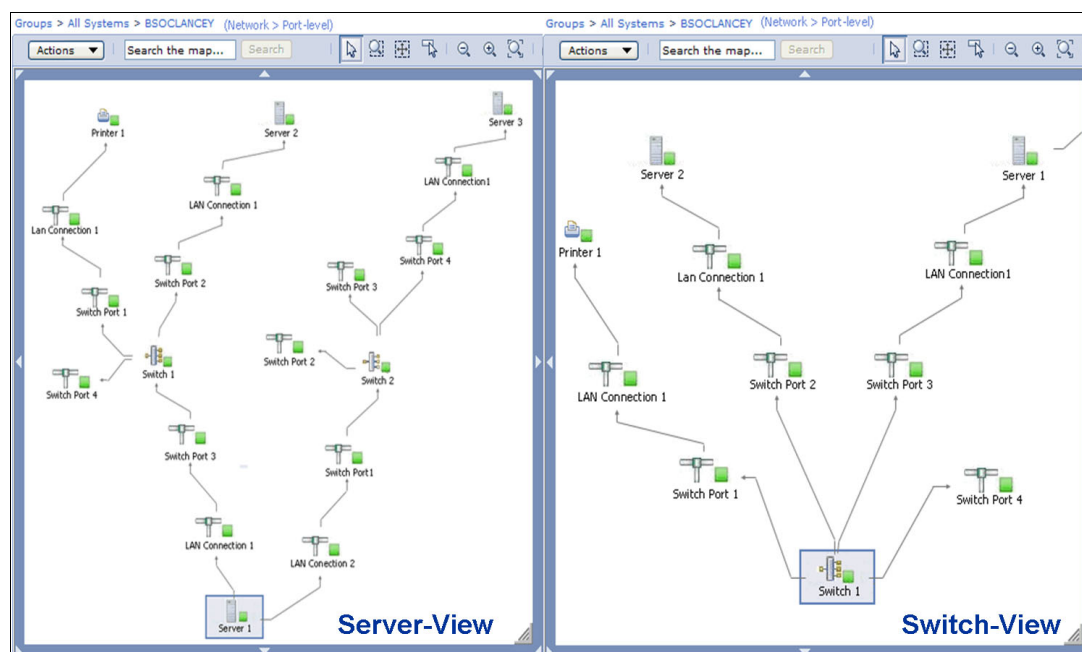 Groups > All Systems > BSOCLANCEY (Network > Port-level)
Actions
Search the map...
Search
Printer 1
Server 2
Server 3
LAN Connection1
LAN Connection 1
Lan Connection 1
Switch Port 4
Switch Port 3
Switch Port 2
Switch Port 1
Switch Port 2
Switch 1
Switch 2
Switch Port 4
Switch Port 3
Switch Port1
LAN Connection 1
LAN Conection 2
Server 1
Server-View
Groups > All Systems > BSOCLANCEY (Network > Port-level)
Actions
Search the map...
Search
Server 2
Server 1
Printer 1
Lan Connection 1
LAN Connection1
LAN Connection 1
Switch Port 2
Switch Port 3
Switch Port 1
Switch Port 4
Switch 1
Switch-View